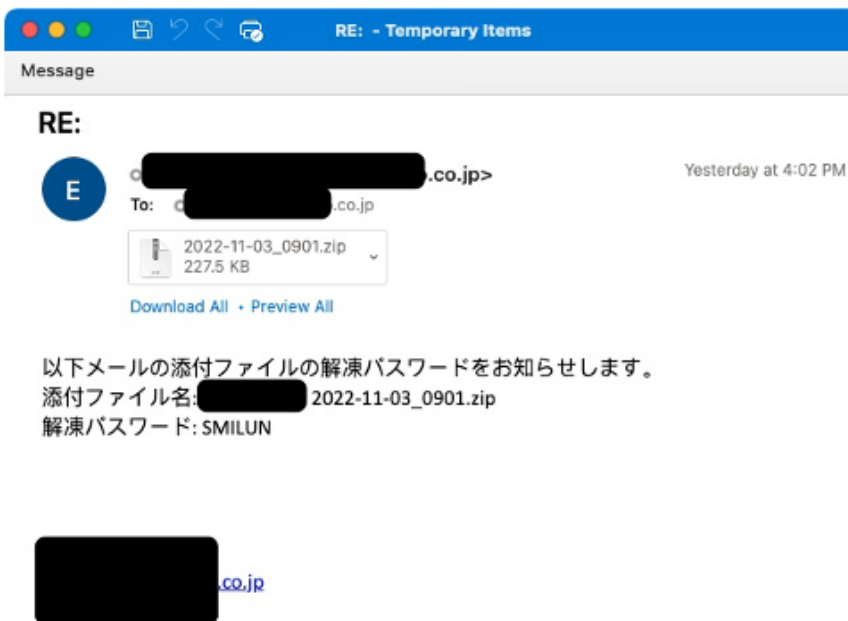 RE: - Temporary Items
Message
RE:
E
.co.jp>
Yesterday at 4:02 PM
To:
.co.jp
2022-11-03_0901.zip
227.5 KB
Download All • Preview All
以下メールの添付ファイルの解凍パスワードをお知らせします。
添付ファイル名: 2022-11-03_0901.zip
解凍パスワード: SMILUN
.co.jp